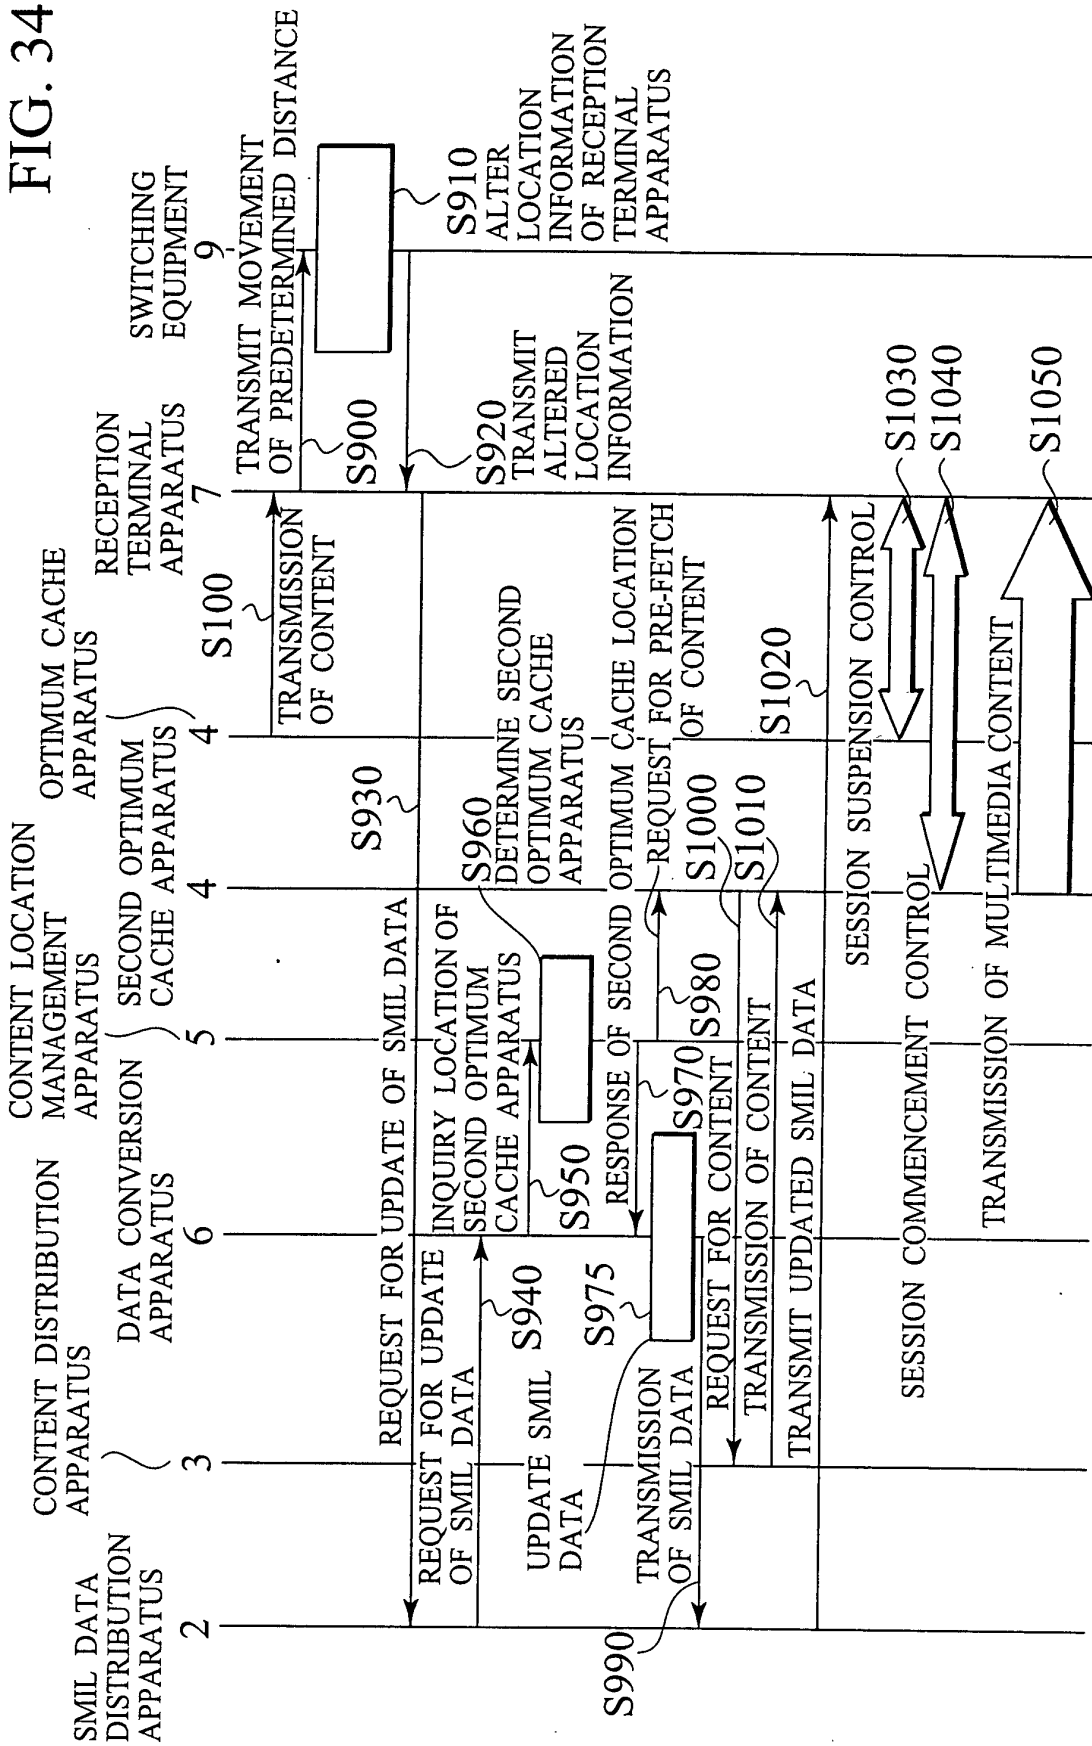 FIG. 34
SMIL DATA
DISTRIBUTION
APPARATUS
2
CONTENT DISTRIBUTION
APPARATUS
3
DATA CONVERSION
APPARATUS
6
CONTENT LOCATION
MANAGEMENT
APPARATUS
5
SECOND OPTIMUM
CACHE APPARATUS
4
OPTIMUM CACHE
APPARATUS
4
RECEPTION
TERMINAL
APPARATUS
7
SWITCHING
EQUIPMENT
9
S100
TRANSMISSION
OF CONTENT
TRANSMIT MOVEMENT
OF PREDETERMINED DISTANCE
S900
S910
ALTER
LOCATION
INFORMATION
OF RECEPTION
TERMINAL
APPARATUS
S920
TRANSMIT
ALTERED
LOCATION
INFORMATION
S930
REQUEST FOR UPDATE OF SMIL DATA
REQUEST FOR UPDATE
OF SMIL DATA
S940
INQUIRY LOCATION OF
SECOND OPTIMUM
CACHE APPARATUS
S950
S960
DETERMINE SECOND
OPTIMUM CACHE
APPARATUS
RESPONSE OF SECOND OPTIMUM CACHE LOCATION
S970
UPDATE SMIL
DATA
S975
REQUEST FOR PRE-FETCH
OF CONTENT
S980
TRANSMISSION
OF SMIL DATA
S990
REQUEST FOR CONTENT
S1000
TRANSMISSION OF CONTENT
S1010
TRANSMIT UPDATED SMIL DATA
S1020
SESSION SUSPENSION CONTROL
S1030
SESSION COMMENCEMENT CONTROL
S1040
TRANSMISSION OF MULTIMEDIA CONTENT
S1050